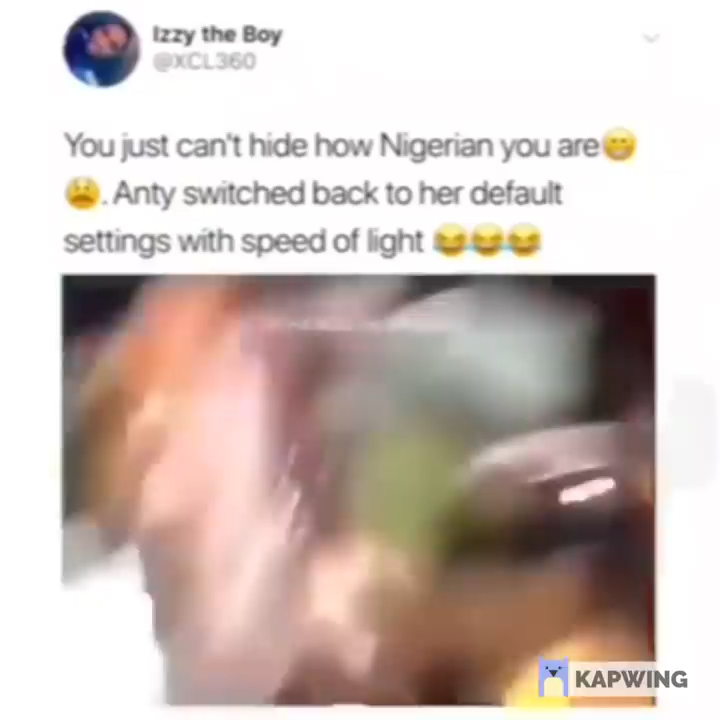 Izzy the Boy
@XCL360
You just can't hide how Nigerian you are😁
😩. Anty switched back to her default
settings with speed of light 😂😂😂
KAPWING